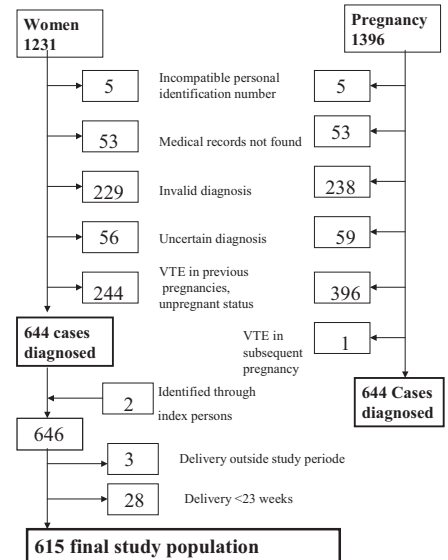 Women
1231
Pregnancy
1396
5
Incompatible personal
identification number
5
53
Medical records not found
53
229
Invalid diagnosis
238
56
Uncertain diagnosis
59
244
VTE in previous
pregnancies,
unpregnant status
396
644 cases
diagnosed
VTE in
subsequent
pregnancy
1
644 Cases
diagnosed
2
Identified through
index persons
646
3
Delivery outside study periode
28
Delivery <23 weeks
615 final study population